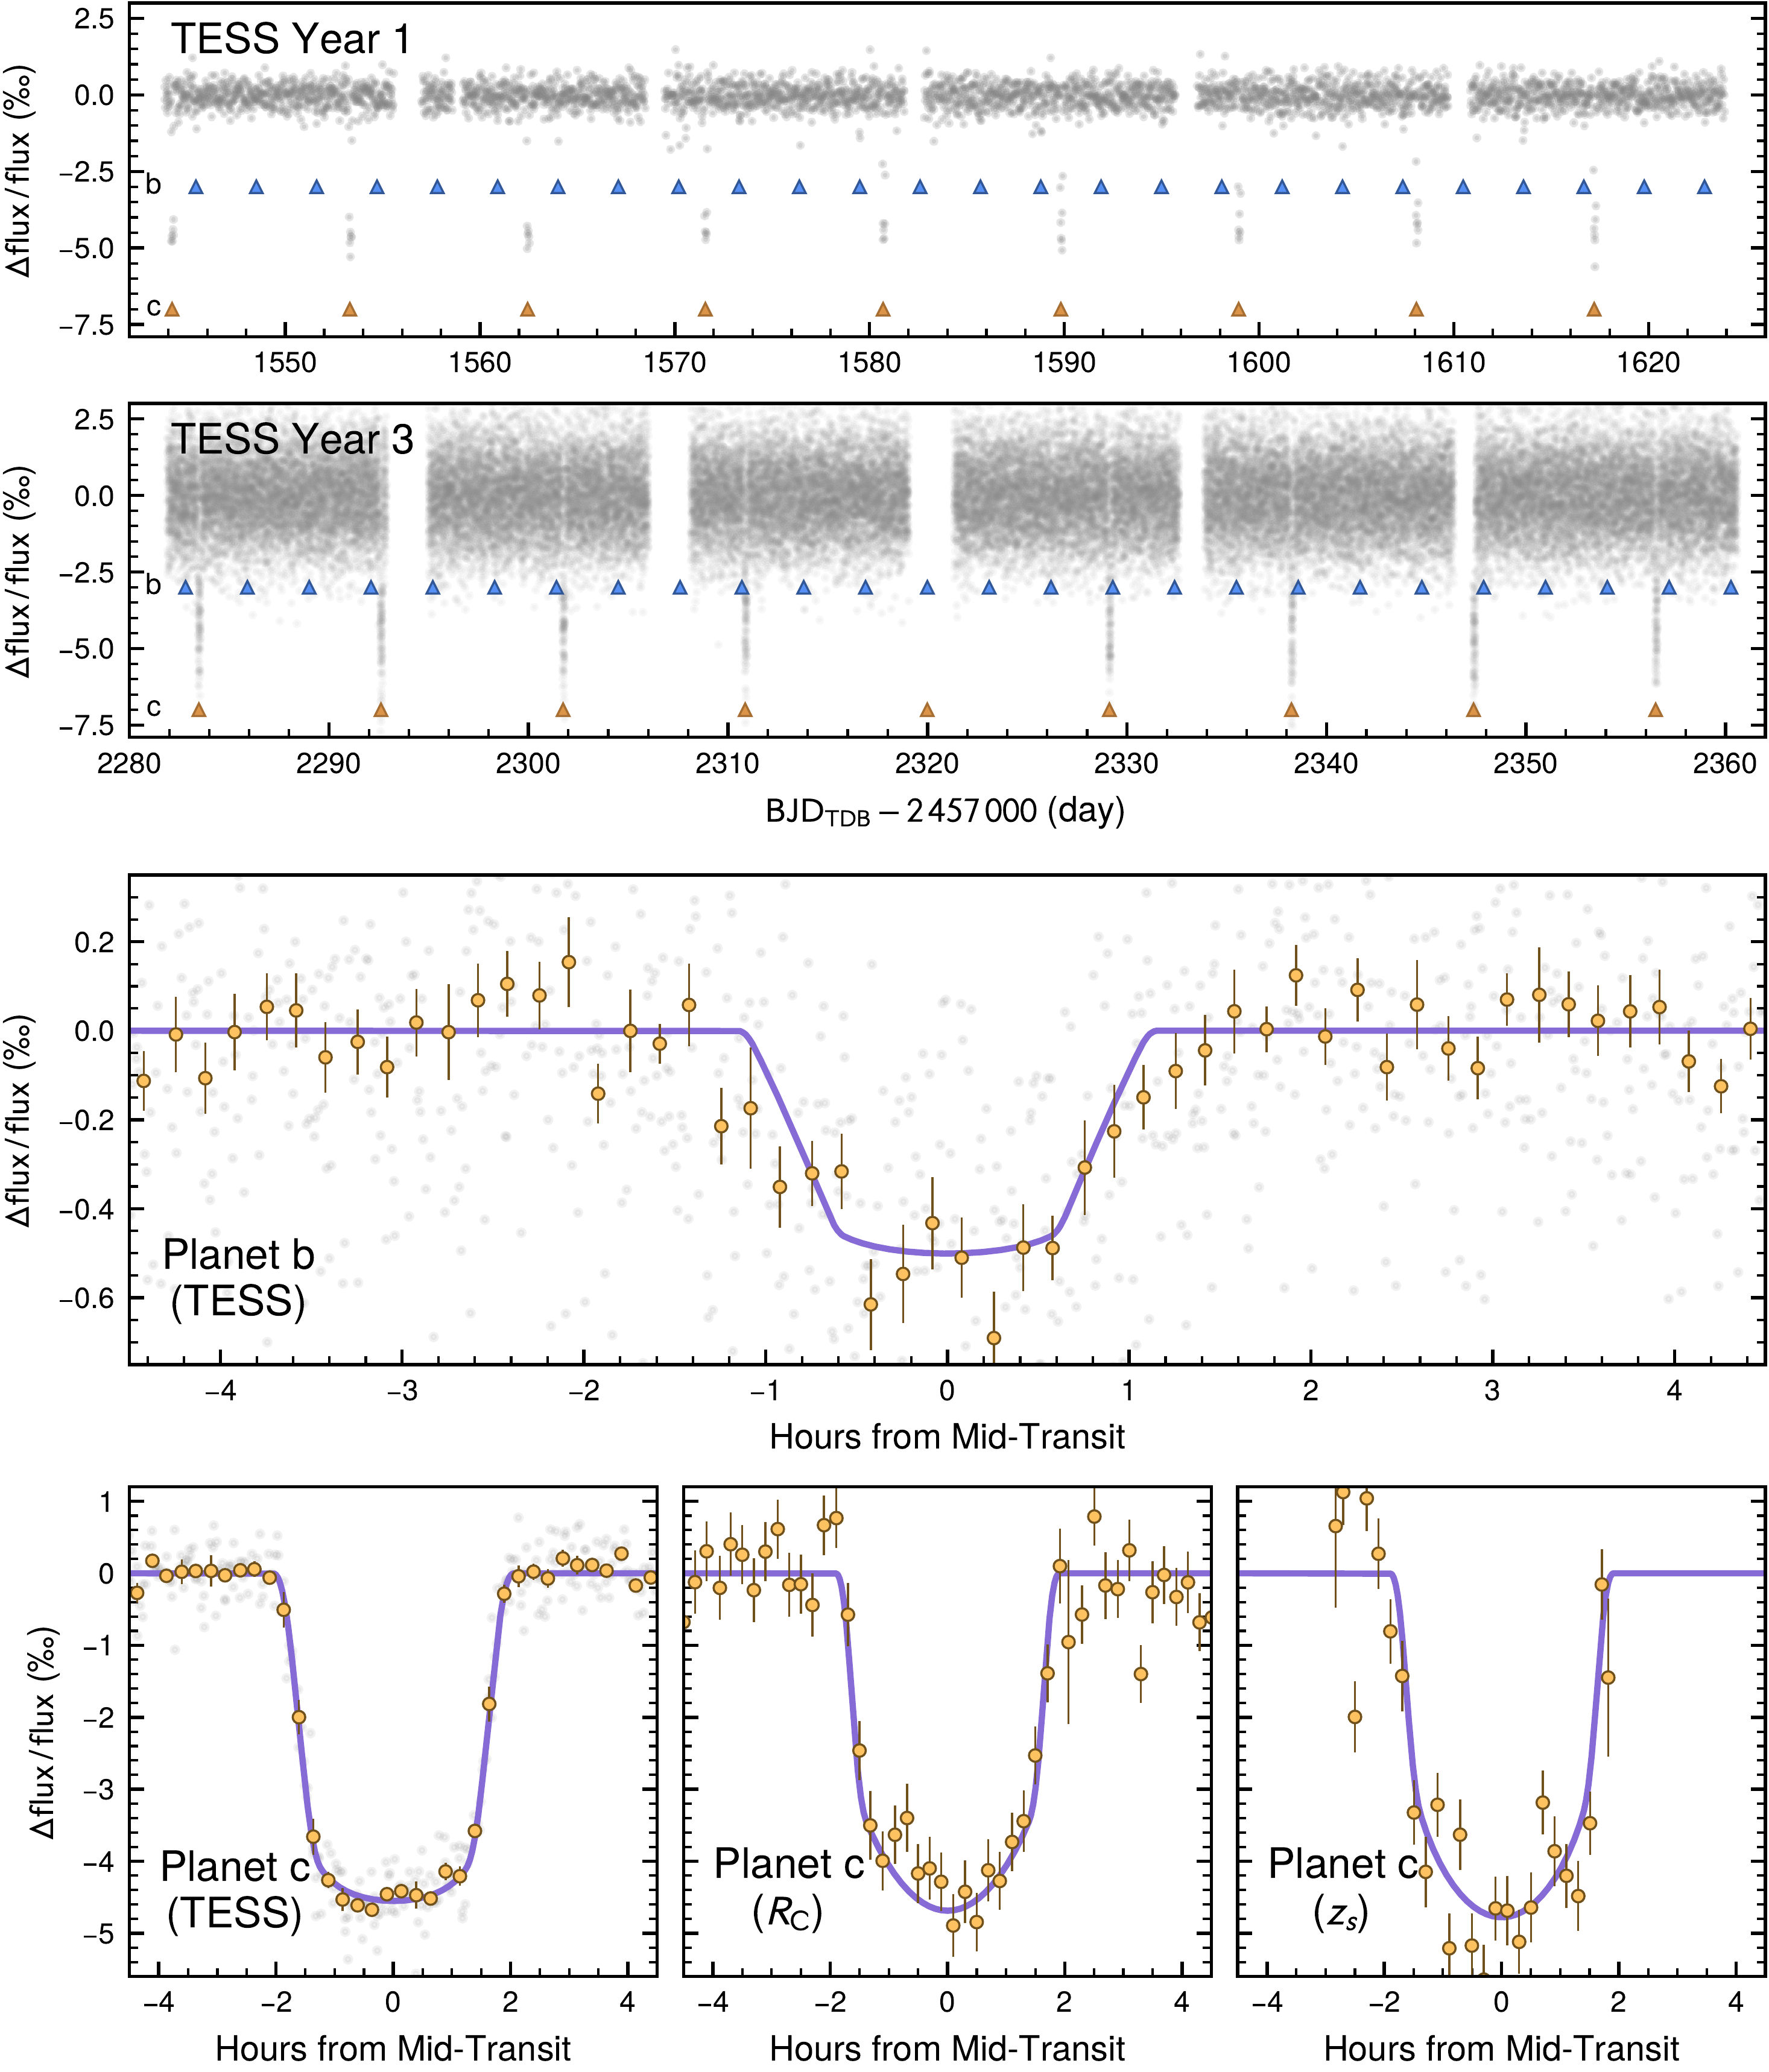 TESS Year 1
2.5
0.0
−2.5
−5.0
−7.5
Δflux / flux (‰)
b
c
1550 1560 1570 1580 1590 1600 1610 1620
TESS Year 3
2.5
0.0
−2.5
−5.0
−7.5
Δflux / flux (‰)
b
c
2280 2290 2300 2310 2320 2330 2340 2350 2360
BJD_TDB − 2 457 000 (day)
0.2
0.0
−0.2
−0.4
−0.6
Δflux / flux (‰)
Planet b
(TESS)
−4 −3 −2 −1 0 1 2 3 4
Hours from Mid-Transit
1
0
−1
−2
−3
−4
−5
Δflux / flux (‰)
Planet c
(TESS)
−4 −2 0 2 4
Hours from Mid-Transit
Planet c
(R_C)
−4 −2 0 2 4
Hours from Mid-Transit
Planet c
(z_s)
−4 −2 0 2 4
Hours from Mid-Transit